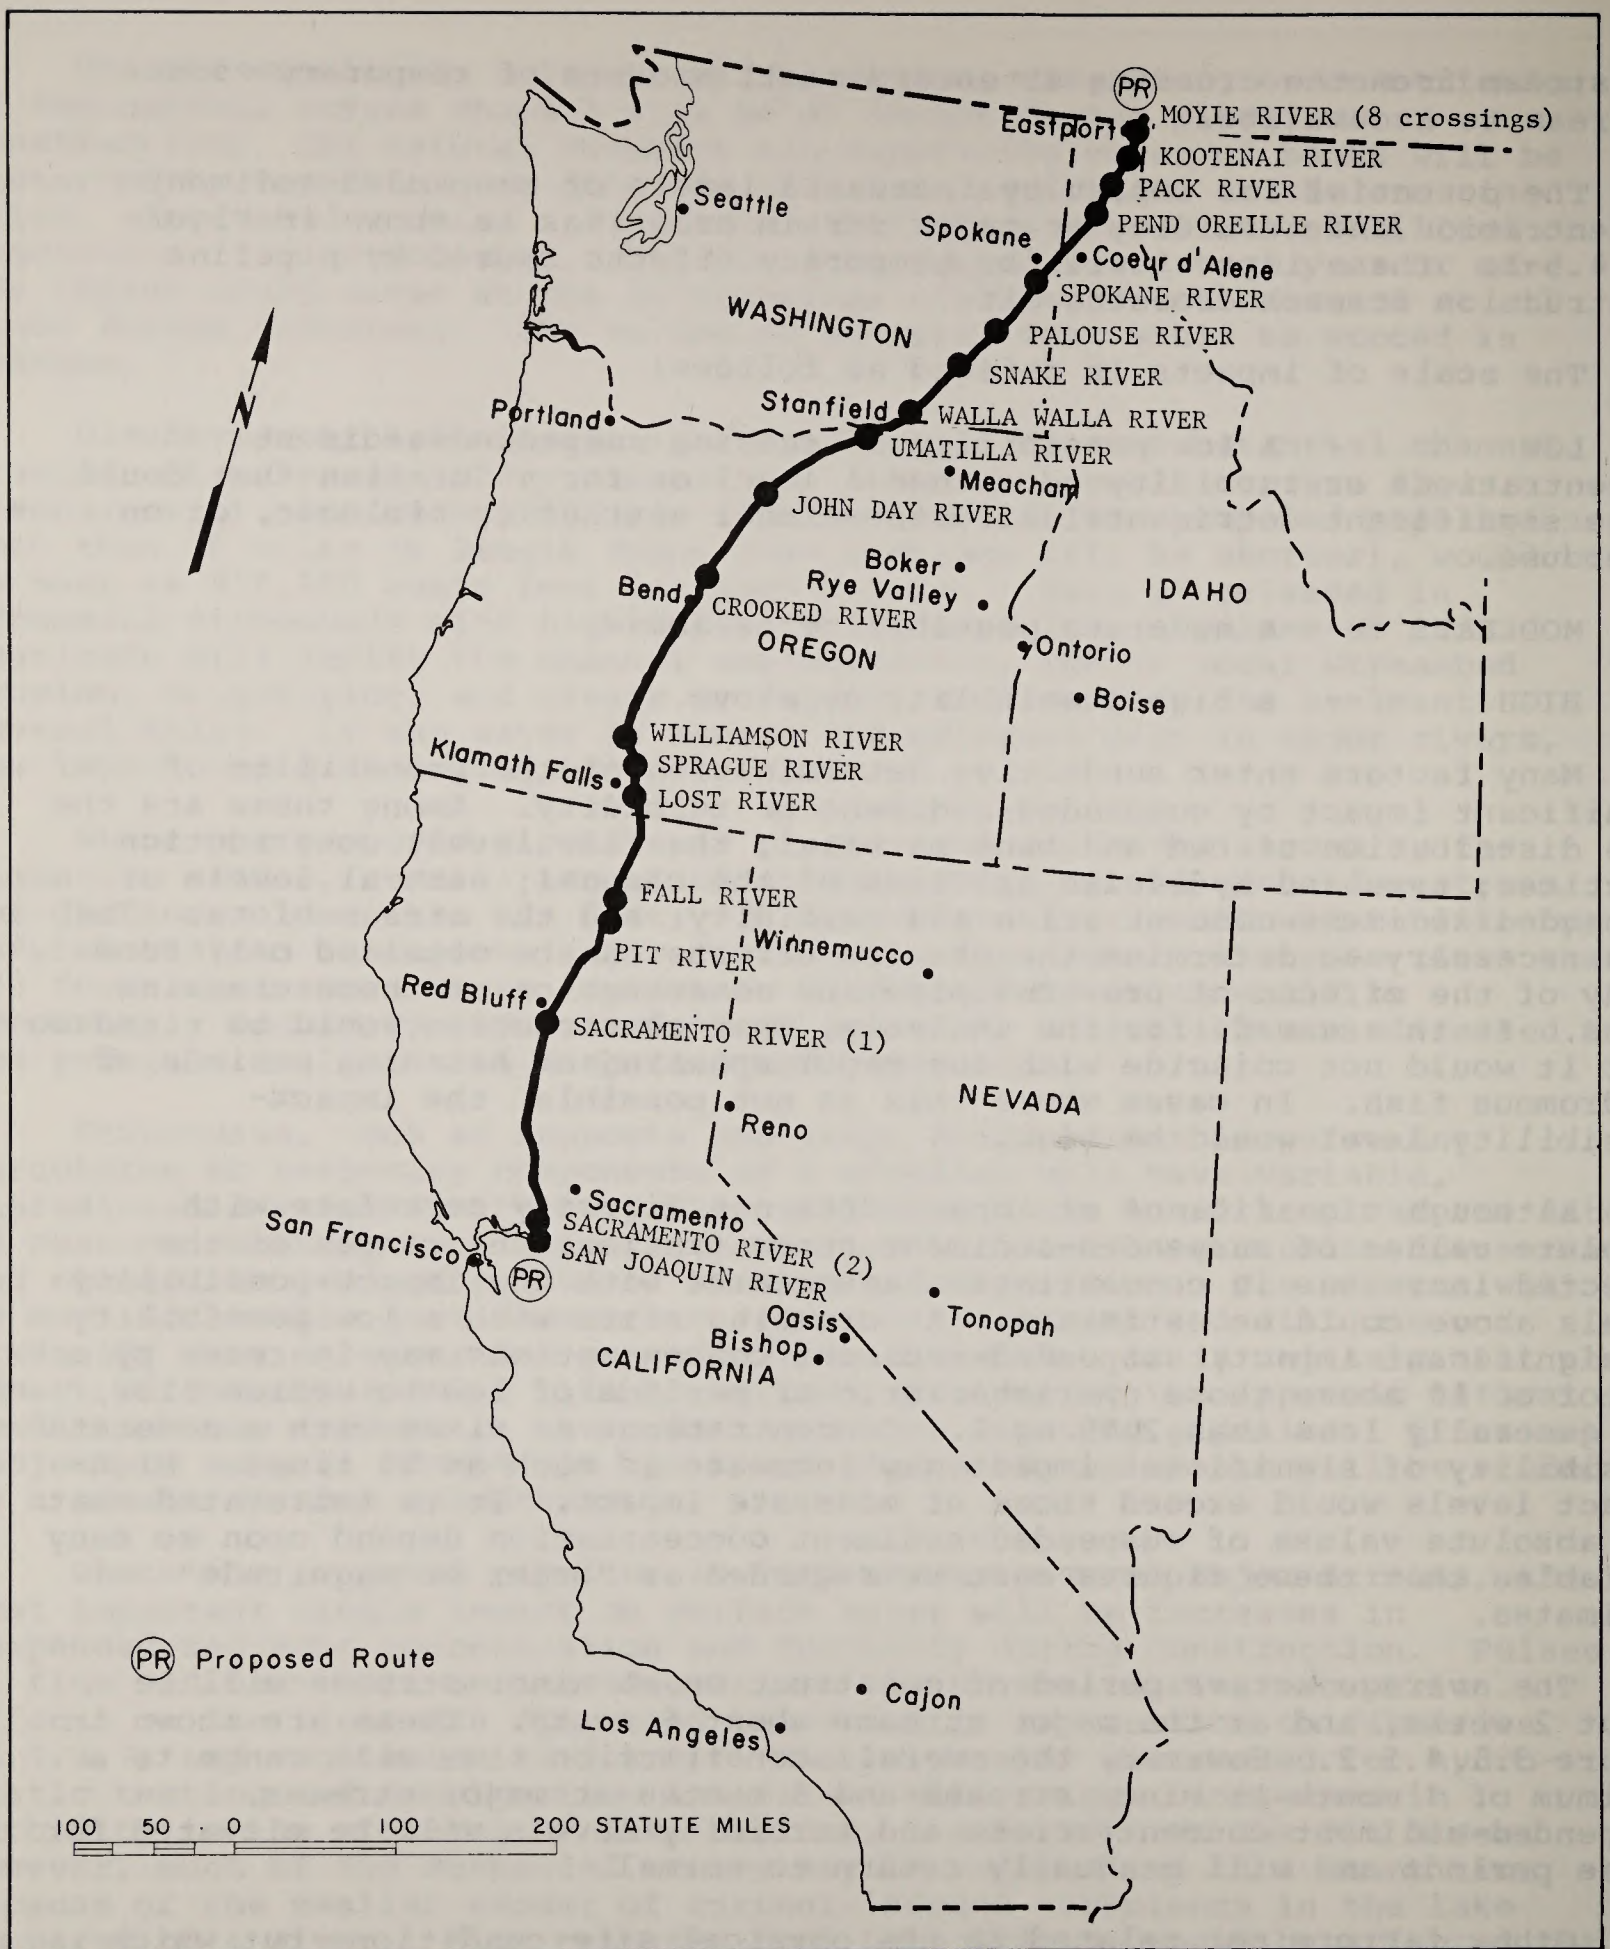 PR
MOYIE RIVER (8 crossings)
Eastport
KOOTENAI RIVER
PACK RIVER
Seattle
PEND OREILLE RIVER
Spokane
Coeur d'Alene
SPOKANE RIVER
WASHINGTON
PALOUSE RIVER
SNAKE RIVER
N
Portland
Stanfield
WALLA WALLA RIVER
UMATILLA RIVER
Meacham
JOHN DAY RIVER
Boker
Rye Valley
IDAHO
Bend
CROOKED RIVER
OREGON
Ontario
Boise
WILLIAMSON RIVER
Klamath Falls
SPRAGUE RIVER
LOST RIVER
FALL RIVER
Winnemucco
PIT RIVER
Red Bluff
SACRAMENTO RIVER (1)
NEVADA
Reno
Sacramento
San Francisco
SACRAMENTO RIVER (2)
SAN JOAQUIN RIVER
PR
Oasis
Tonopah
Bishop
CALIFORNIA
PR Proposed Route
Cajon
Los Angeles
100 50 0 100 200 STATUTE MILES